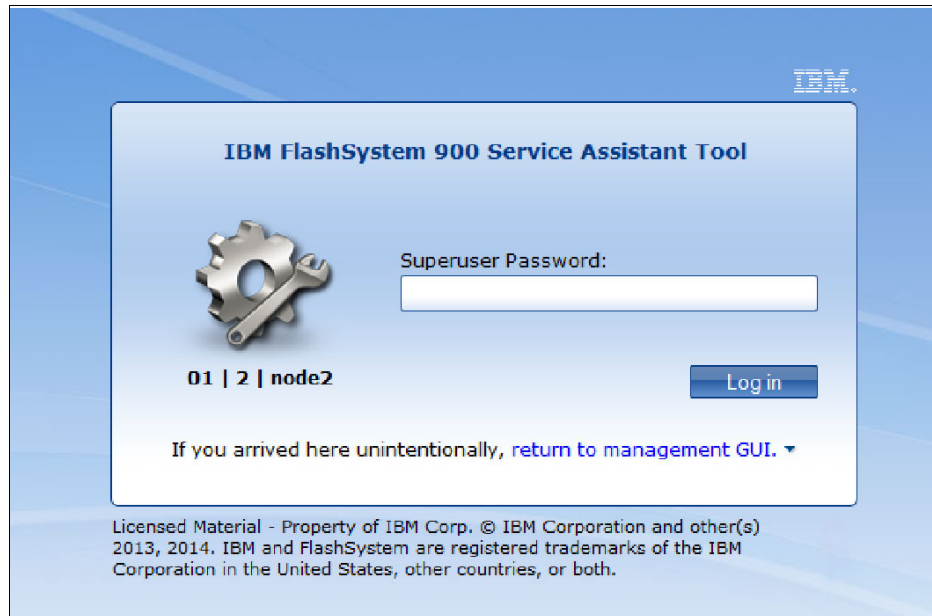 IBM.
IBM FlashSystem 900 Service Assistant Tool
Superuser Password:
01 | 2 | node2
Log in
If you arrived here unintentionally, return to management GUI.
Licensed Material - Property of IBM Corp. © IBM Corporation and other(s)
2013, 2014. IBM and FlashSystem are registered trademarks of the IBM
Corporation in the United States, other countries, or both.